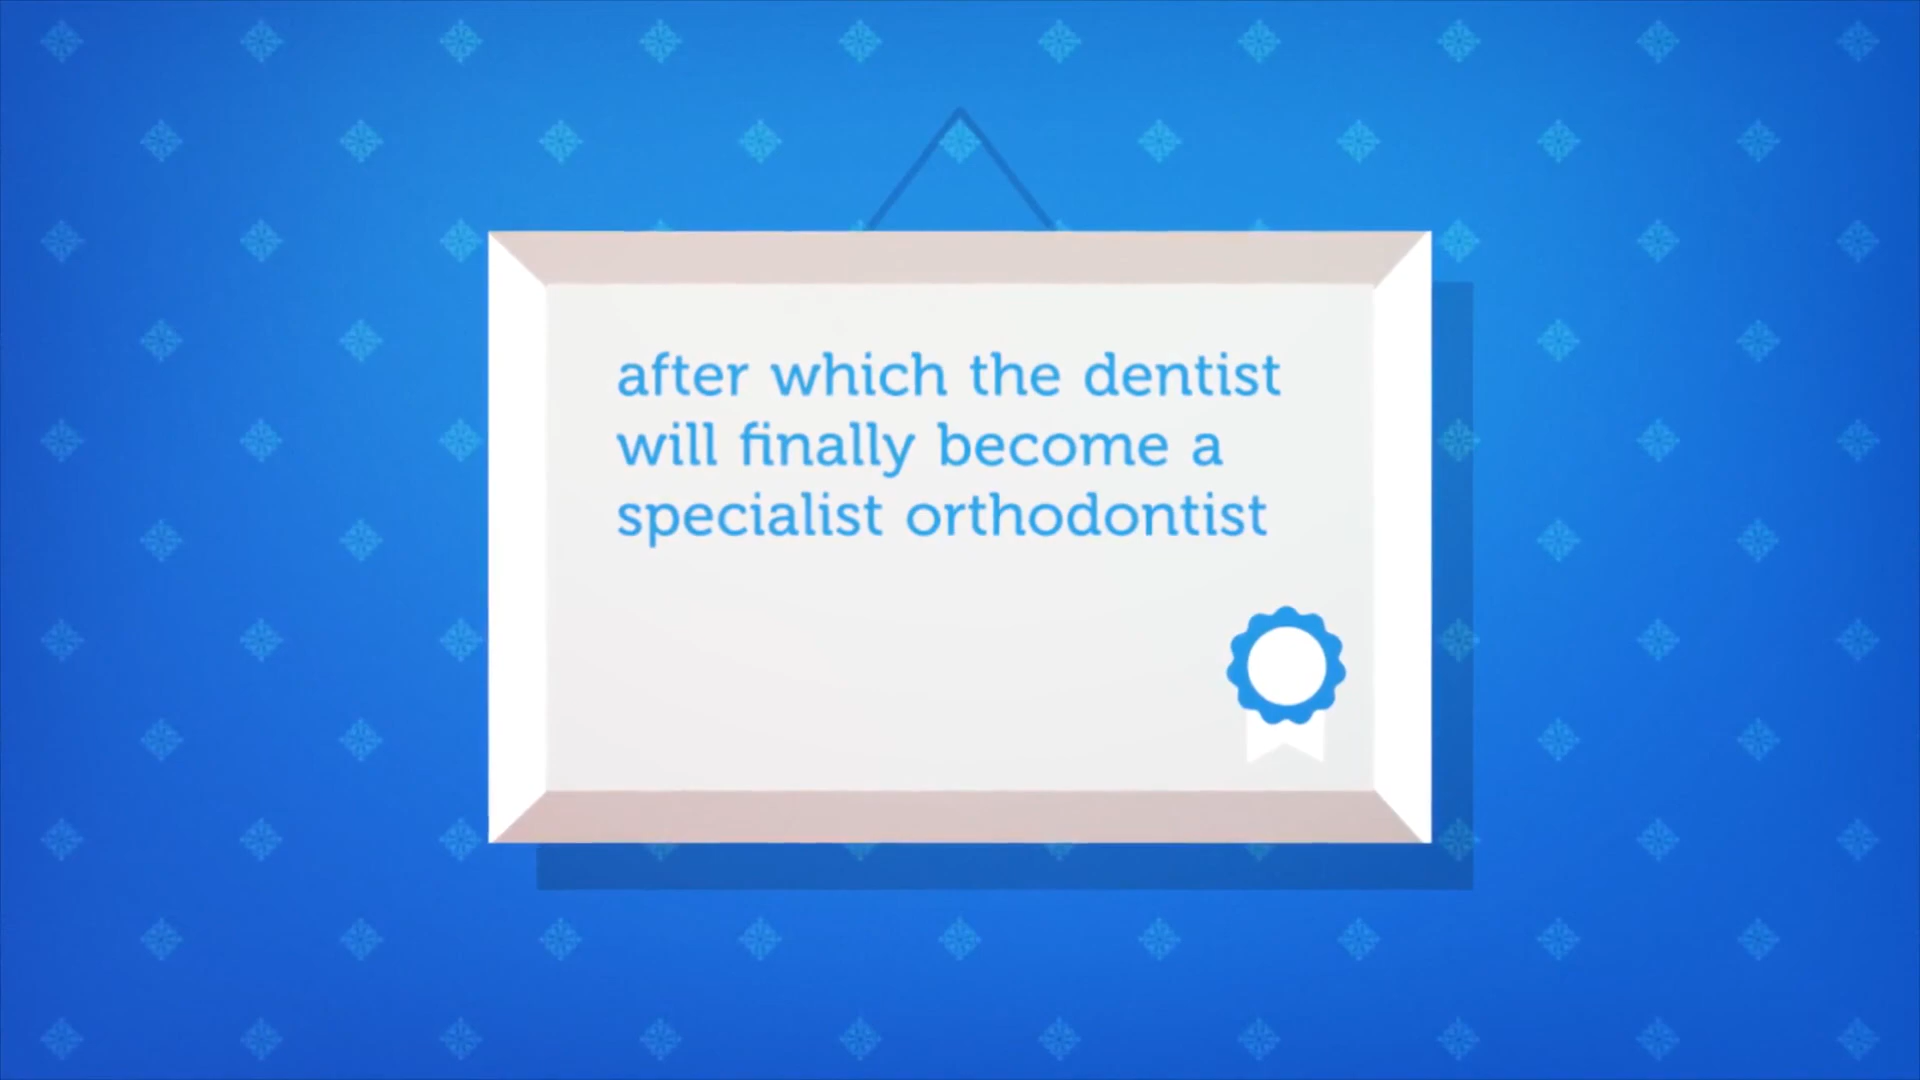 after which the dentist
will finally become a
specialist orthodontist